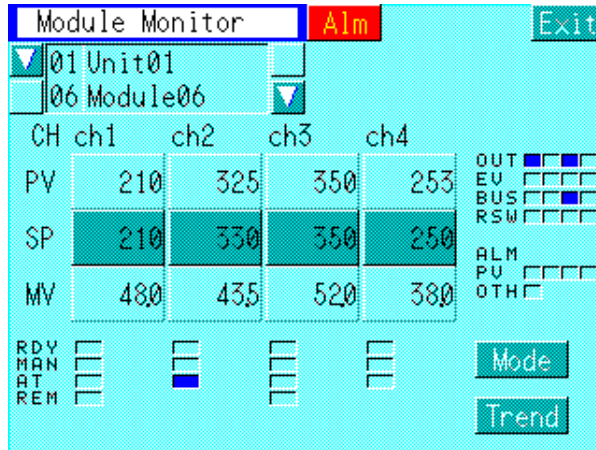 Module Monitor Alm Exit
01 Unit01
06 Module06
CH ch1 ch2 ch3 ch4
PV 210 325 350 253
SP 210 330 350 250
MV 48.0 43.5 52.0 38.0
OUT
EV
BUS
RSW
ALM
PV
OTH
RDY
MAN
AT
REM
Mode
Trend